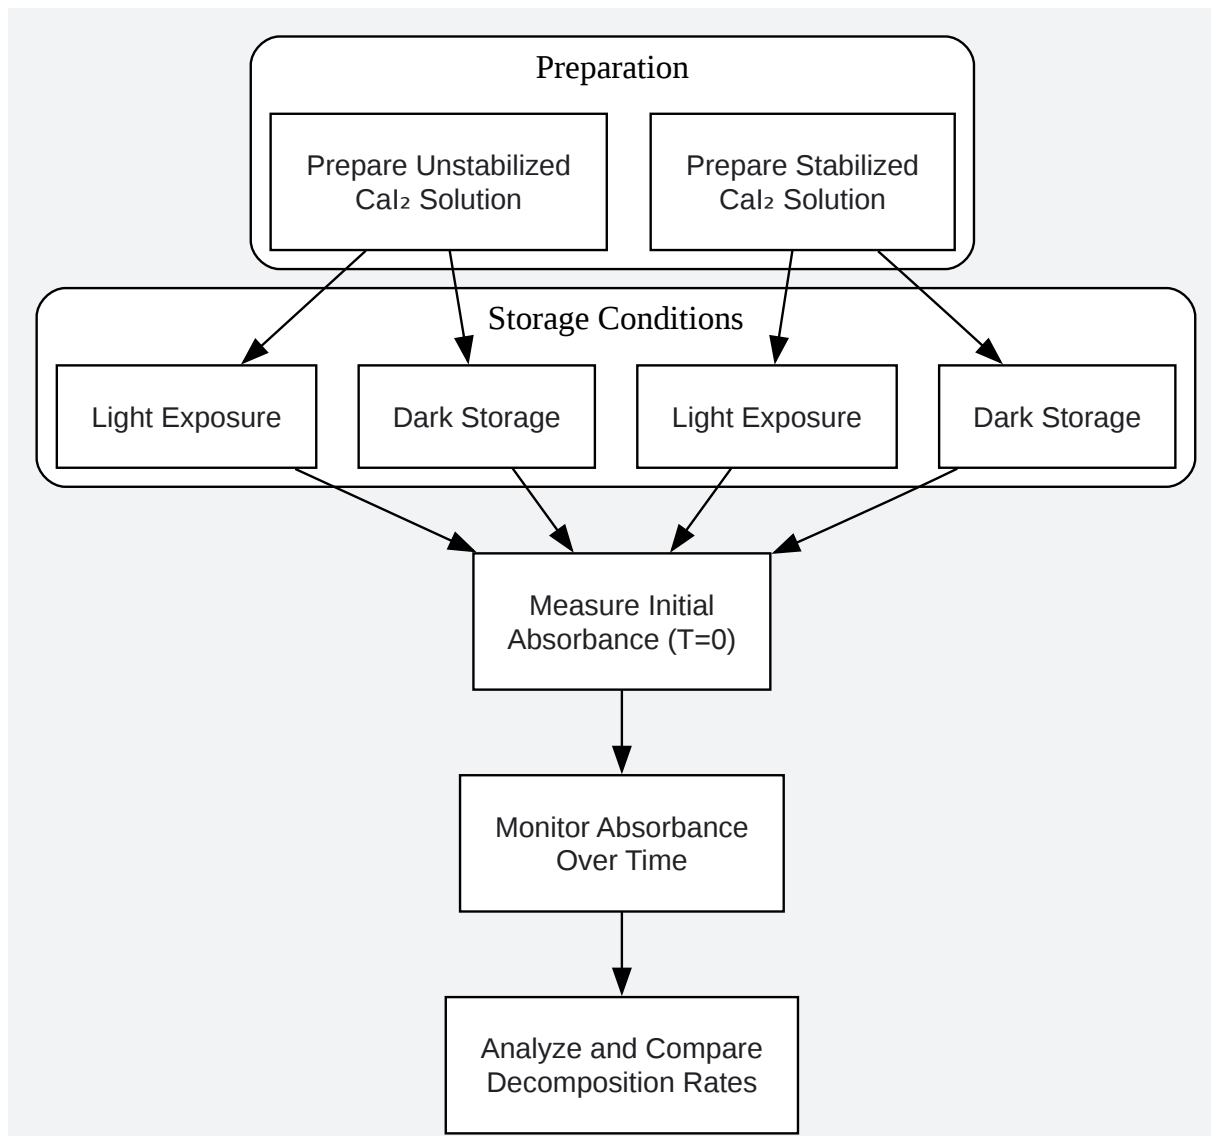 Preparation
Prepare Unstabilized
CaI₂ Solution
Prepare Stabilized
CaI₂ Solution
Storage Conditions
Light Exposure
Dark Storage
Light Exposure
Dark Storage
Measure Initial
Absorbance (T=0)
Monitor Absorbance
Over Time
Analyze and Compare
Decomposition Rates